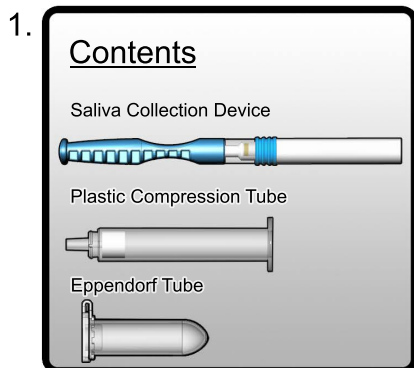 1.
Contents
Saliva Collection Device
Plastic Compression Tube
Eppendorf Tube